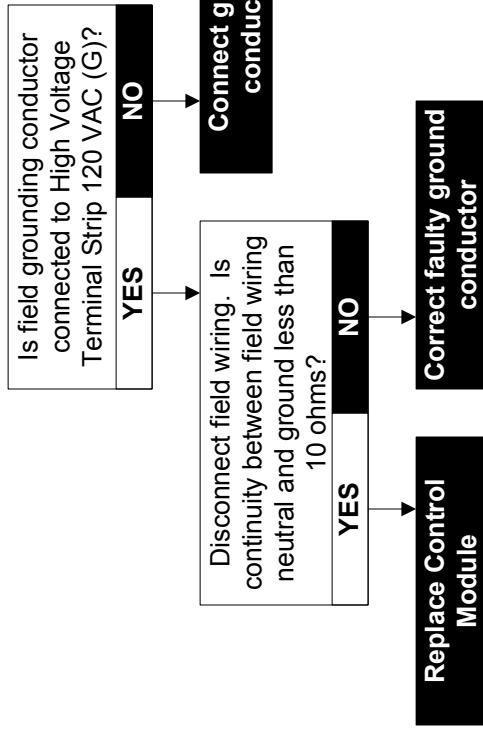 Is field grounding conductor
connected to High Voltage
Terminal Strip 120 VAC (G)?
YES
NO
Connect g
conduc
Disconnect field wiring. Is
continuity between field wiring
neutral and ground less than
10 ohms?
YES
NO
Replace Control
Module
Correct faulty ground
conductor